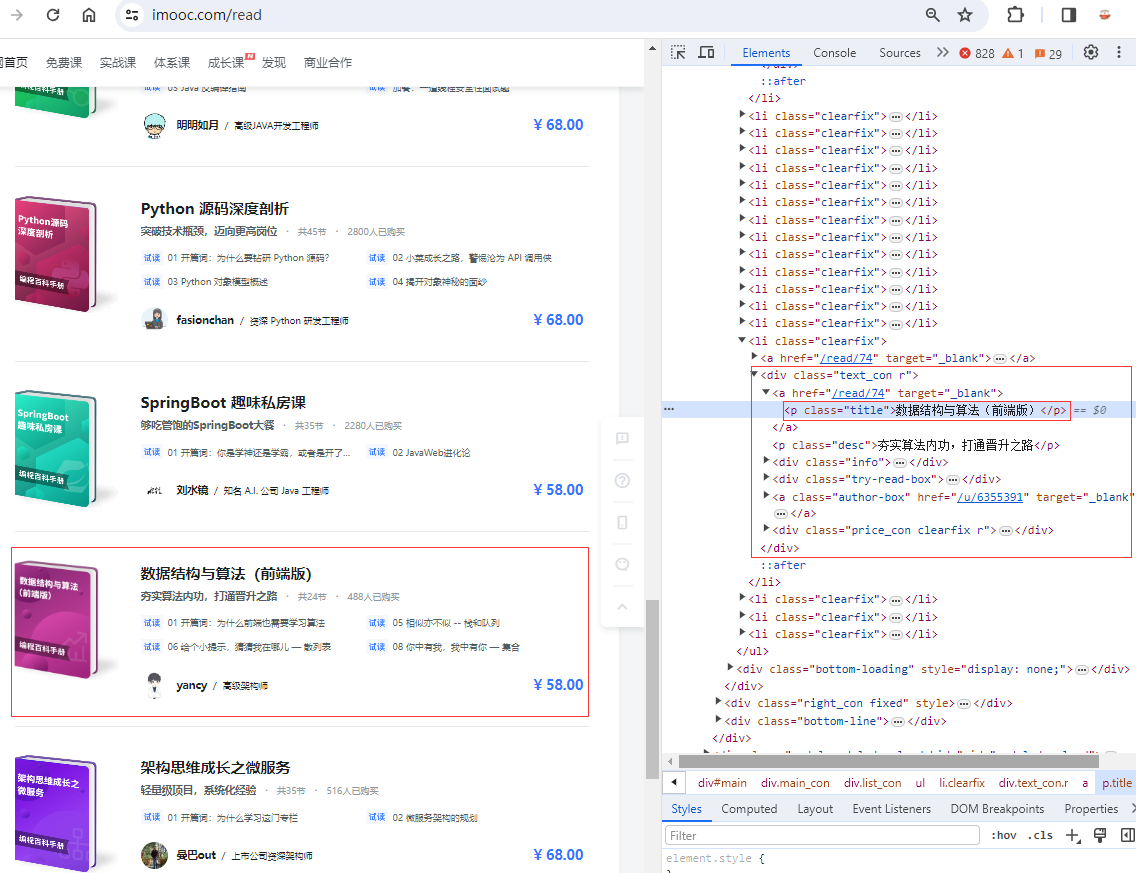 imooc.com/read
网首页 免费课 实战课 体系课 成长课 N 发现 商业合作
编程百科手册
试读 03 Java 反编译指南 试读 加餐:一道线程安全性面试题
明明如月 / 高级JAVA开发工程师 ¥ 68.00
Python源码
深度剖析
编程百科手册
Python 源码深度剖析
突破技术瓶颈,迈向更高岗位 · 共45节 · 2800人已购买
试读 01 开篇词:为什么要钻研 Python 源码? 试读 02 小菜成长之路,警惕沦为 API 调用侠
试读 03 Python 对象模型概述 试读 04 揭开对象神秘的面纱
fasionchan / 资深 Python 研发工程师 ¥ 68.00
SpringBoot
趣味私房课
编程百科手册
SpringBoot 趣味私房课
够吃管饱的SpringBoot大餐 · 共35节 · 2280人已购买
试读 01 开篇词:你是学神还是学霸,或者是开了... 试读 02 JavaWeb进化论
刘水镜 / 知名 A.I. 公司 Java 工程师 ¥ 58.00
数据结构与算法
(前端版)
编程百科手册
数据结构与算法(前端版)
夯实算法内功,打通晋升之路 · 共24节 · 488人已购买
试读 01 开篇词:为什么前端也需要学习算法 试读 05 相似亦不似 -- 栈和队列
试读 06 给个小提示,猜猜我在哪儿 — 散列表 试读 08 你中有我,我中有你 — 集合
yancy / 高级架构师 ¥ 58.00
架构思维成长之
微服务
编程百科手册
架构思维成长之微服务
轻量级项目,系统化经验 · 共35节 · 516人已购买
试读 01 开篇词:为什么学习这门专栏 试读 02 微服务架构的规划
曼巴out / 上市公司资深架构师 ¥ 68.00
Elements Console Sources 828 1 29
</div>
::after
</li>
<li class="clearfix">…</li>
<li class="clearfix">…</li>
<li class="clearfix">…</li>
<li class="clearfix">…</li>
<li class="clearfix">…</li>
<li class="clearfix">…</li>
<li class="clearfix">…</li>
<li class="clearfix">…</li>
<li class="clearfix">…</li>
<li class="clearfix">…</li>
<li class="clearfix">…</li>
<li class="clearfix">…</li>
<li class="clearfix">…</li>
<li class="clearfix">
<a href="/read/74" target="_blank">…</a>
<div class="text_con r">
<a href="/read/74" target="_blank">
<p class="title">数据结构与算法(前端版)</p> == $0
</a>
<p class="desc">夯实算法内功,打通晋升之路</p>
<div class="info">…</div>
<div class="try-read-box">…</div>
<a class="author-box" href="/u/6355391" target="_blank"
…</a>
<div class="price_con clearfix r">…</div>
</div>
::after
</li>
<li class="clearfix">…</li>
<li class="clearfix">…</li>
<li class="clearfix">…</li>
</ul>
<div class="bottom-loading" style="display: none;">…</div>
</div>
<div class="right_con fixed" style>…</div>
<div class="bottom-line">…</div>
</div>
div#main div.main_con div.list_con ul li.clearfix div.text_con.r a p.title
Styles Computed Layout Event Listeners DOM Breakpoints Properties
Filter :hov .cls
element.style {